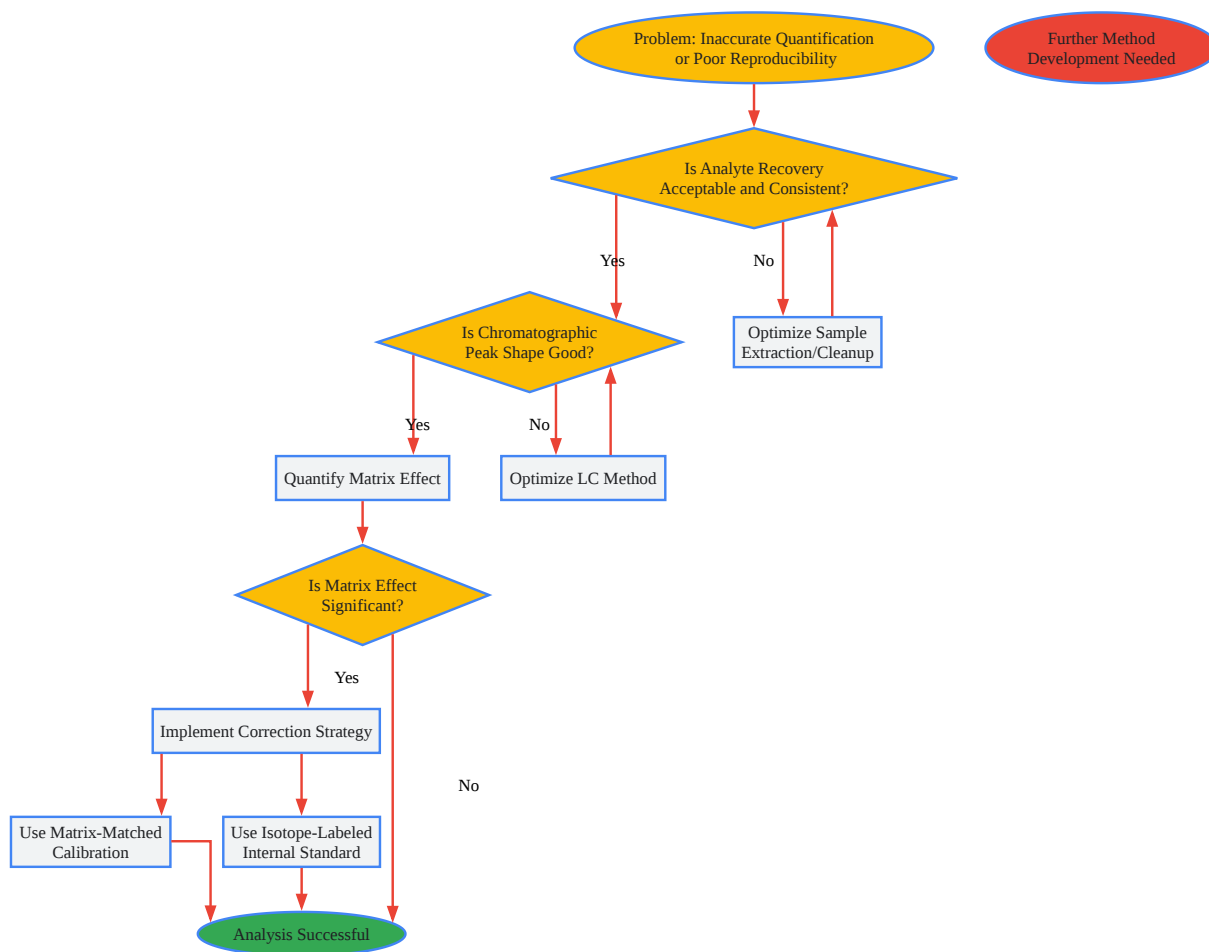 Problem: Inaccurate Quantification
or Poor Reproducibility
Further Method
Development Needed
Is Analyte Recovery
Acceptable and Consistent?
Yes
No
Is Chromatographic
Peak Shape Good?
Optimize Sample
Extraction/Cleanup
Yes
No
Quantify Matrix Effect
Optimize LC Method
Is Matrix Effect
Significant?
Yes
Implement Correction Strategy
No
Use Matrix-Matched
Calibration
Use Isotope-Labeled
Internal Standard
Analysis Successful